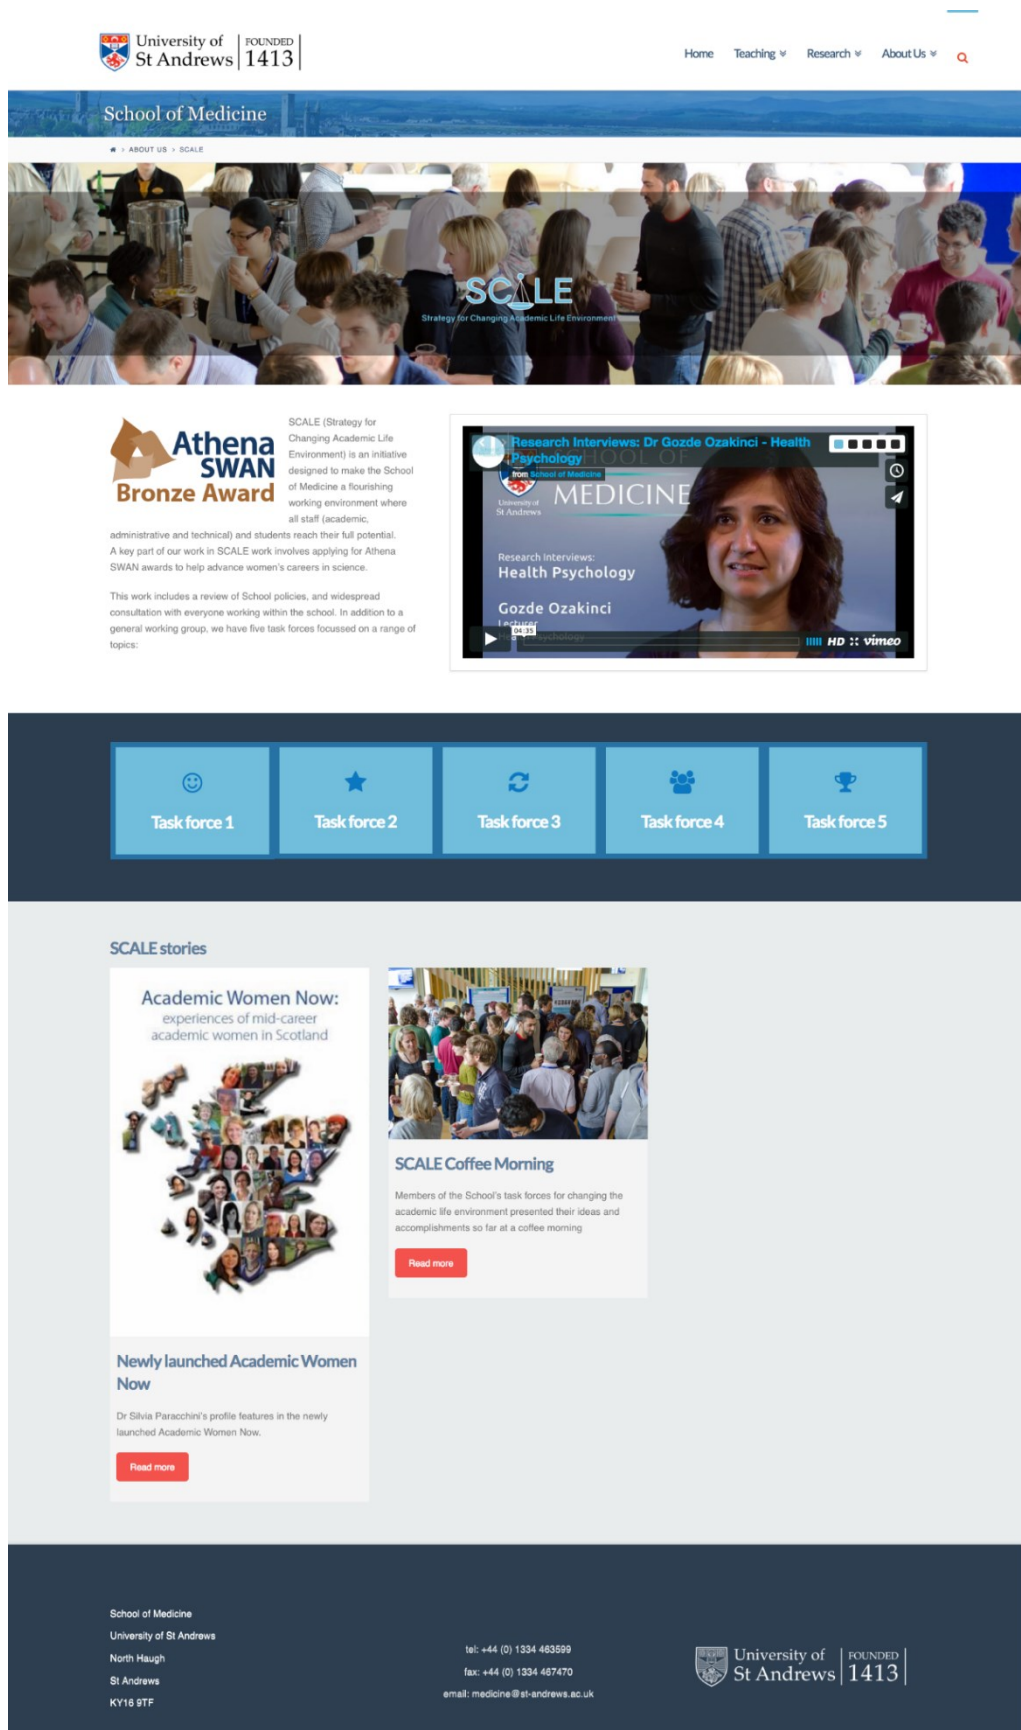 University of
St Andrews
FOUNDED
1413
Home Teaching Research About Us
School of Medicine
> ABOUT US > SCALE
SCALE
Strategy for Changing Academic Life Environment
Athena
SWAN
Bronze Award
SCALE (Strategy for
Changing Academic Life
Environment) is an initiative
designed to make the School
of Medicine a flourishing
working environment where
all staff (academic,
administrative and technical) and students reach their full potential.
A key part of our work in SCALE work involves applying for Athena
SWAN awards to help advance women's careers in science.
This work includes a review of School policies, and widespread
consultation with everyone working within the school. In addition to a
general working group, we have five task forces focussed on a range of
topics:
Research Interviews: Dr Gozde Ozakinci - Health
Psychology
from School of Medicine
SCHOOL OF
MEDICINE
University of
St Andrews
Research Interviews:
Health Psychology
Gozde Ozakinci
Lecturer
Health Psychology
04:35
HD vimeo
Task force 1
Task force 2
Task force 3
Task force 4
Task force 5
SCALE stories
Academic Women Now:
experiences of mid-career
academic women in Scotland
Newly launched Academic Women
Now
Dr Silvia Paracchini's profile features in the newly
launched Academic Women Now.
Read more
SCALE Coffee Morning
Members of the School's task forces for changing the
academic life environment presented their ideas and
accomplishments so far at a coffee morning
Read more
School of Medicine
University of St Andrews
North Haugh
St Andrews
KY16 9TF
tel: +44 (0) 1334 463599
fax: +44 (0) 1334 467470
email: medicine@st-andrews.ac.uk
University of
St Andrews
FOUNDED
1413